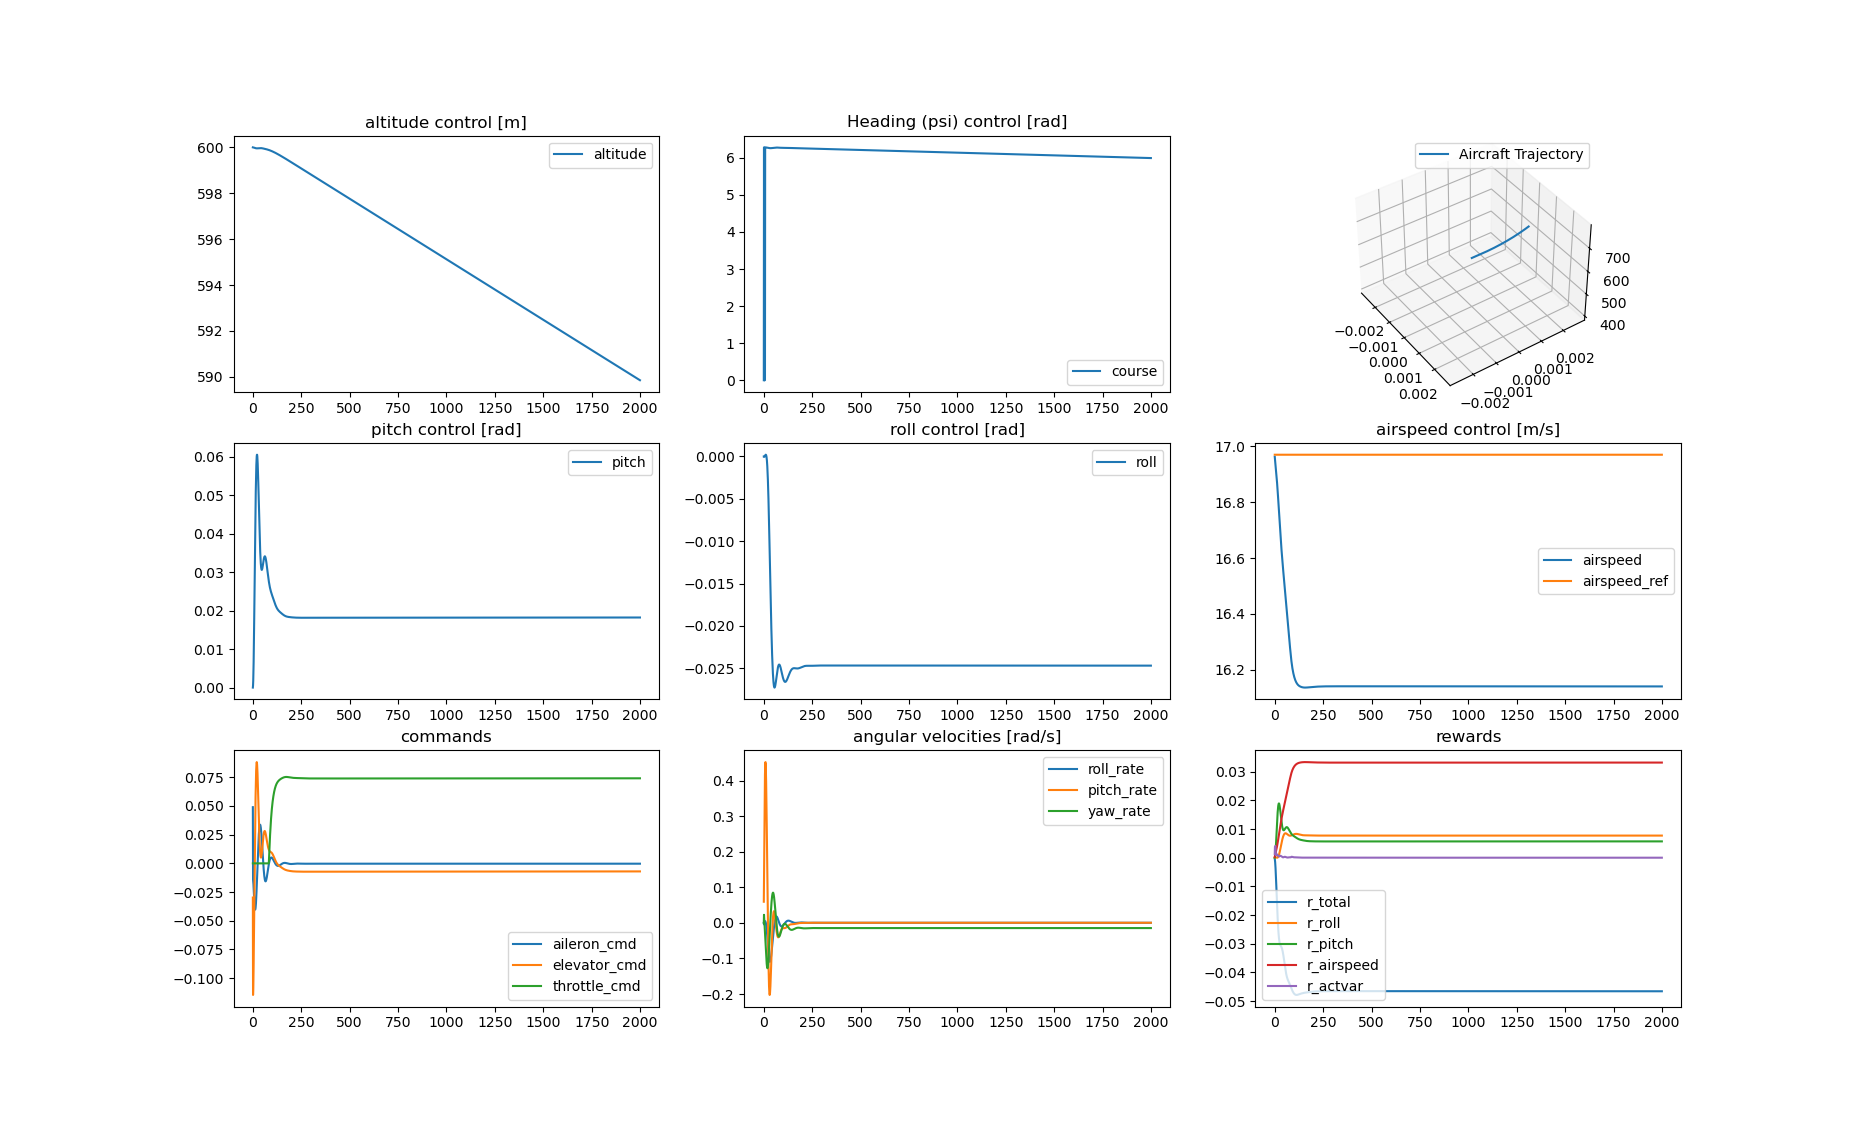 altitude control [m]
600
598
596
594
592
590
altitude
0 250 500 750 1000 1250 1500 1750 2000
Heading (psi) control [rad]
6
5
4
3
2
1
0
course
0 250 500 750 1000 1250 1500 1750 2000
Aircraft Trajectory
700
600
500
400
−0.002
−0.001
0.000
0.001
0.002
0.002
0.001
0.000
−0.001
−0.002
pitch control [rad]
0.06
0.05
0.04
0.03
0.02
0.01
0.00
pitch
0 250 500 750 1000 1250 1500 1750 2000
roll control [rad]
0.000
−0.005
−0.010
−0.015
−0.020
−0.025
roll
0 250 500 750 1000 1250 1500 1750 2000
airspeed control [m/s]
17.0
16.8
16.6
16.4
16.2
airspeed
airspeed_ref
0 250 500 750 1000 1250 1500 1750 2000
commands
0.075
0.050
0.025
0.000
−0.025
−0.050
−0.075
−0.100
aileron_cmd
elevator_cmd
throttle_cmd
0 250 500 750 1000 1250 1500 1750 2000
angular velocities [rad/s]
0.4
0.3
0.2
0.1
0.0
−0.1
−0.2
roll_rate
pitch_rate
yaw_rate
0 250 500 750 1000 1250 1500 1750 2000
rewards
0.03
0.02
0.01
0.00
−0.01
−0.02
−0.03
−0.04
−0.05
r_total
r_roll
r_pitch
r_airspeed
r_actvar
0 250 500 750 1000 1250 1500 1750 2000